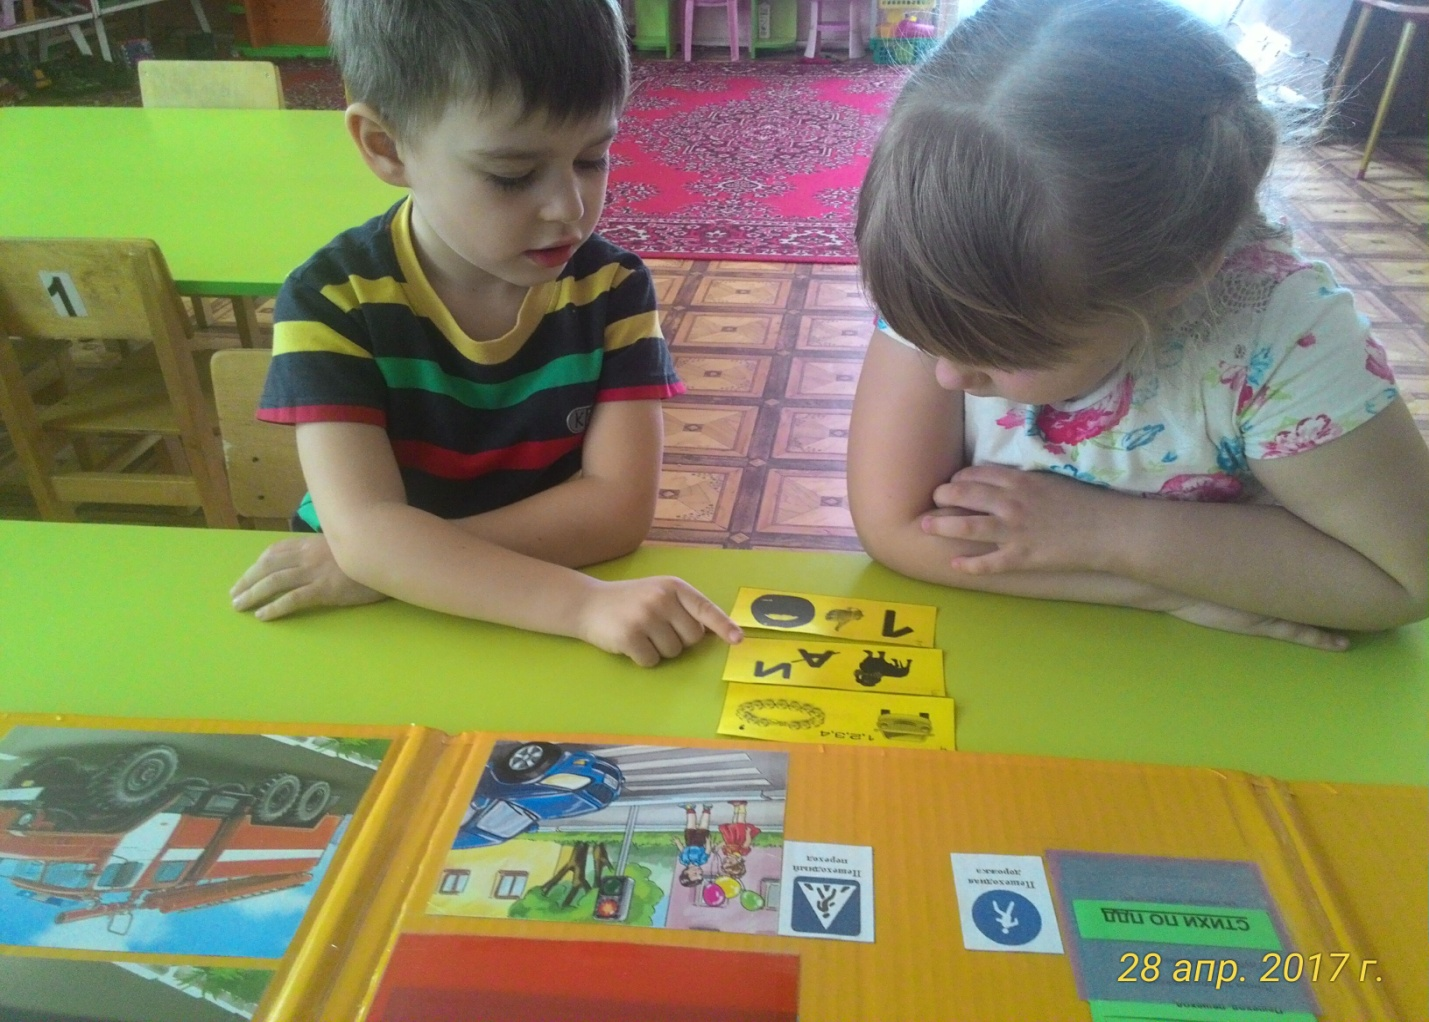 1
1,2,3,4
Пешеходный
переход
Пешеходная
дорожка
СТИХИ ПО ПДД
28 апр. 2017 г.